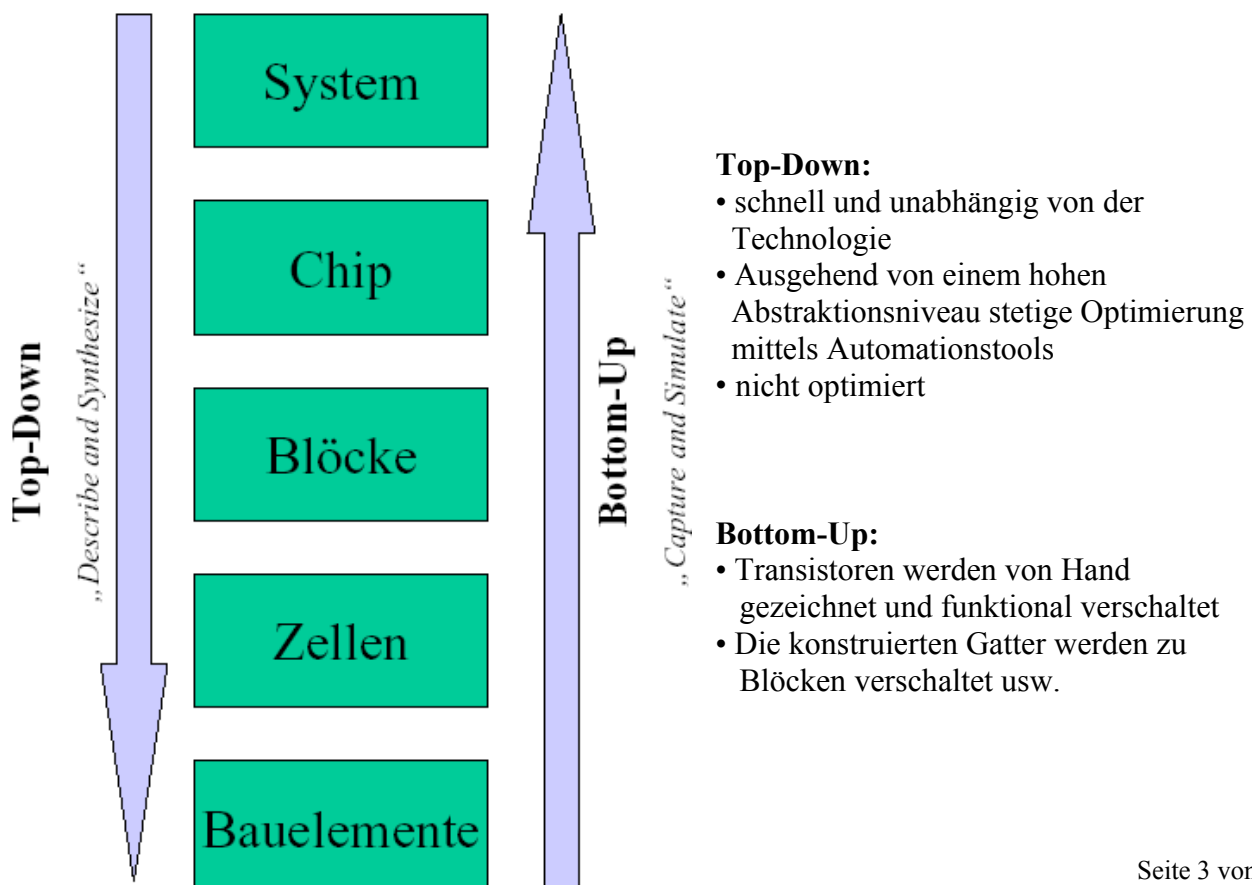 Top-Down
„Describe and Synthesize“
System
Chip
Blöcke
Zellen
Bauelemente
Bottom-Up
„Capture and Simulate“
Top-Down:
• schnell und unabhängig von der
Technologie
• Ausgehend von einem hohen
Abstraktionsniveau stetige Optimierung
mittels Automationstools
• nicht optimiert
Bottom-Up:
• Transistoren werden von Hand
gezeichnet und funktional verschaltet
• Die konstruierten Gatter werden zu
Blöcken verschaltet usw.
Seite 3 von